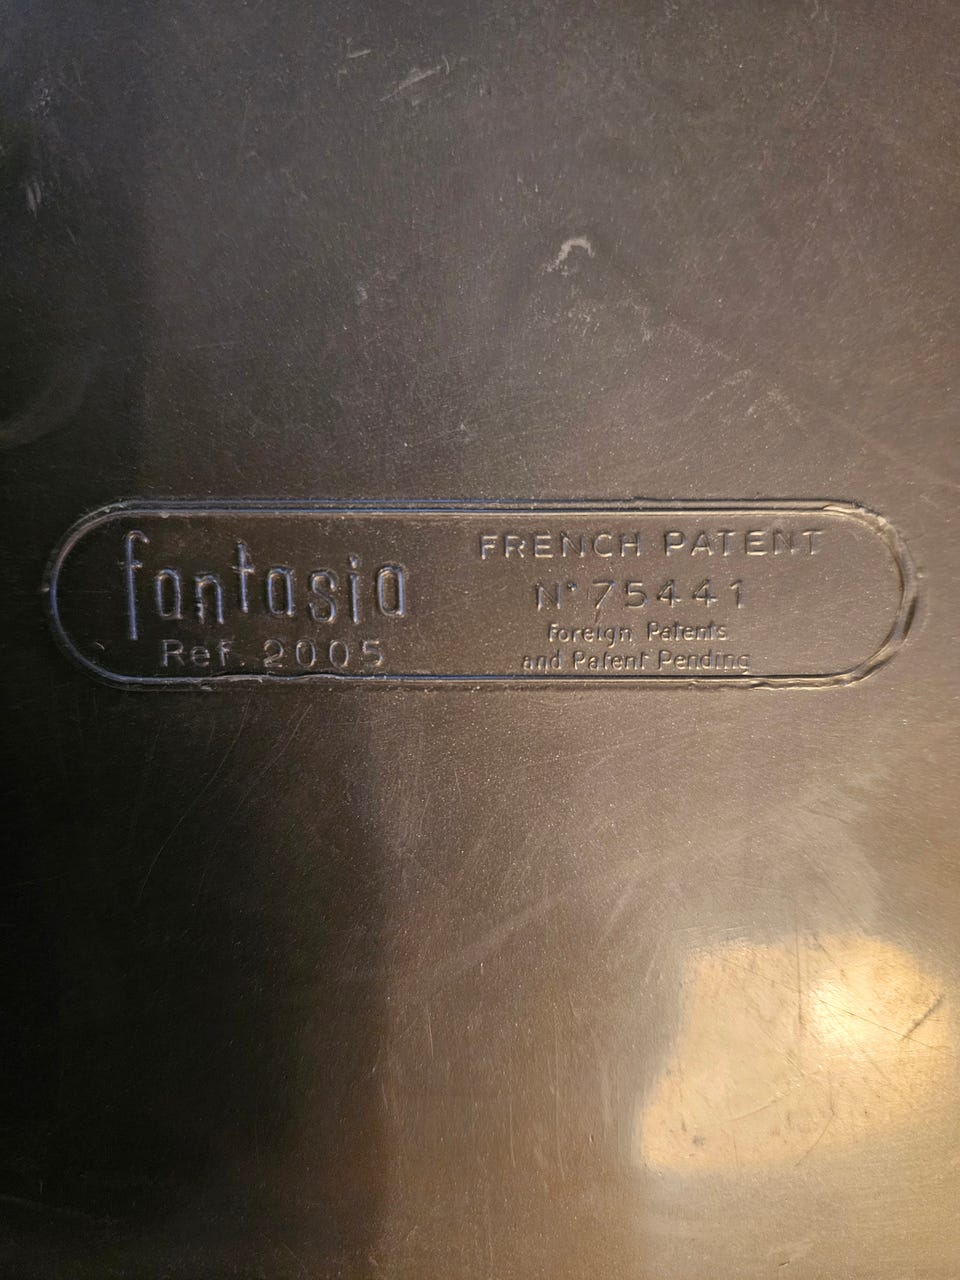 fantasia
Ref. 2005
FRENCH PATENT
N° 75441
Foreign Patents
and Patent Pending